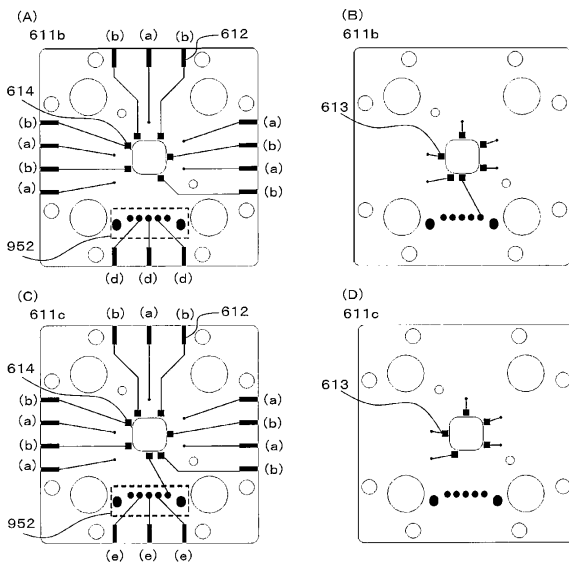 (A)
611b (b) (a) (b) 612
614
(b) (a)
(a) (b)
(b) (a)
(a) (b)
952
(d) (d) (d)
(B)
611b
613
(C)
611c (b) (a) (b) 612
614
(b) (a)
(a) (b)
(b) (a)
(a) (b)
952
(e) (e) (e)
(D)
611c
613